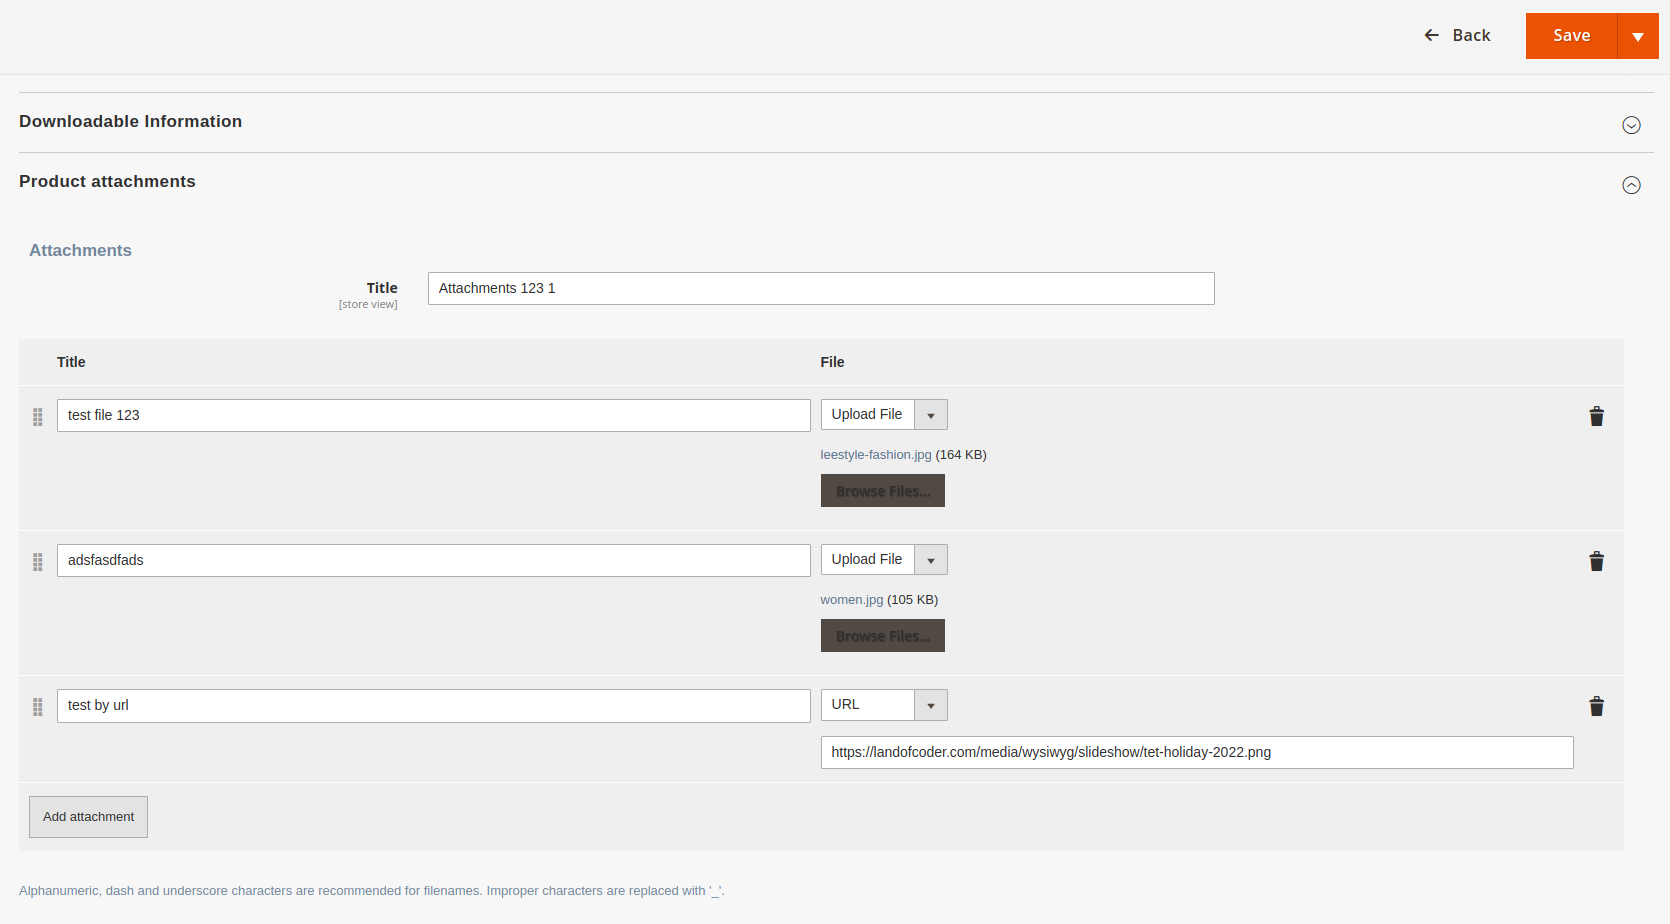 Back
Save
Downloadable Information
Product attachments
Attachments
Title
[store view]
Attachments 123 1
Title File
test file 123 Upload File
leestyle-fashion.jpg (164 KB)
Browse Files...
adsfasdfads Upload File
women.jpg (105 KB)
Browse Files...
test by url URL
https://landofcoder.com/media/wysiwyg/slideshow/tet-holiday-2022.png
Add attachment
Alphanumeric, dash and underscore characters are recommended for filenames. Improper characters are replaced with '_'.